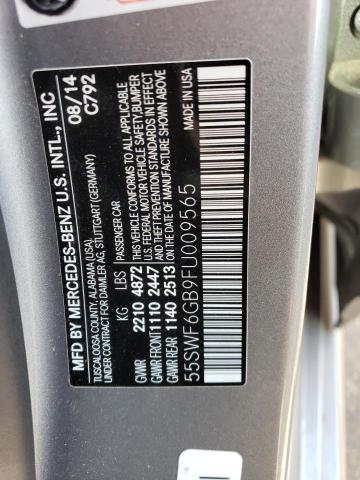 MFD BY MERCEDES-BENZ U.S. INTL., INC
TUSCALOOSA COUNTY, ALABAMA (USA) 08/14
UNDER CONTRACT FOR DAIMLER AG, STUTTGART (GERMANY) C792
KG LBS PASSENGER CAR
GVWR 2210 4872 THIS VEHICLE CONFORMS TO ALL APPLICABLE
GAWR FRONT 1110 2447 U.S. FEDERAL MOTOR VEHICLE SAFETY, BUMPER
GAWR REAR 1140 2513 AND THEFT PREVENTION STANDARDS IN EFFECT
ON THE DATE OF MANUFACTURE SHOWN ABOVE
55SWF6GB9FU009565 MADE IN USA